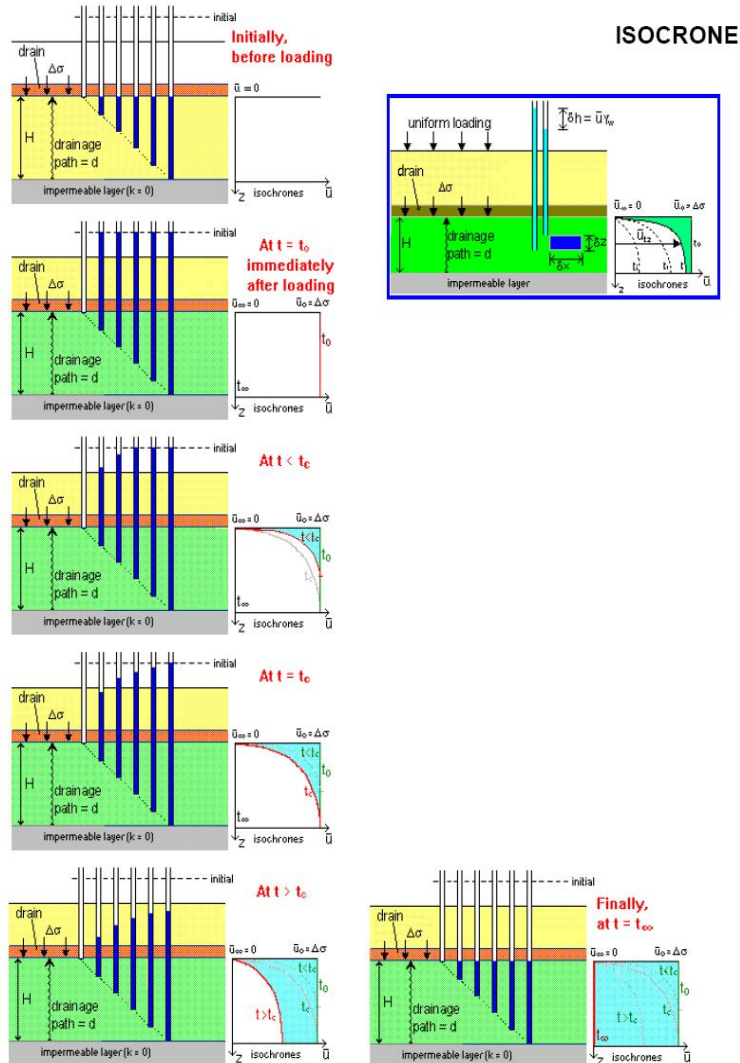 ISOCRONE
initial
Initially,
before loading
drain
Δσ
ū = 0
H
drainage
path = d
impermeable layer (k = 0)
z
isochrones
ū
uniform loading
δh = ūγw
drain
Δσ
H
drainage
path = d
δz
δx
impermeable layer
ū∞ = 0
ū₀ = Δσ
ūtz
t₀
z
isochrones
ū
At t = t₀
immediately
after loading
drain
Δσ
ū∞ = 0
ū₀ = Δσ
H
drainage
path = d
t₀
t∞
impermeable layer (k = 0)
z
isochrones
ū
initial
At t < tc
drain
Δσ
ū∞ = 0
ū₀ = Δσ
t<tc
H
drainage
path = d
t₀
tc
t∞
impermeable layer (k = 0)
z
isochrones
ū
initial
At t = tc
drain
Δσ
ū∞ = 0
ū₀ = Δσ
t<tc
H
drainage
path = d
t₀
tc
t∞
impermeable layer (k = 0)
z
isochrones
ū
initial
At t > tc
drain
Δσ
ū∞ = 0
ū₀ = Δσ
t<tc
H
drainage
path = d
t₀
t>tc
impermeable layer (k = 0)
z
isochrones
ū
initial
Finally,
at t = t∞
drain
Δσ
ū∞ = 0
ū₀ = Δσ
t<tc
H
drainage
path = d
t₀
t>tc
t∞
impermeable layer (k = 0)
z
isochrones
ū